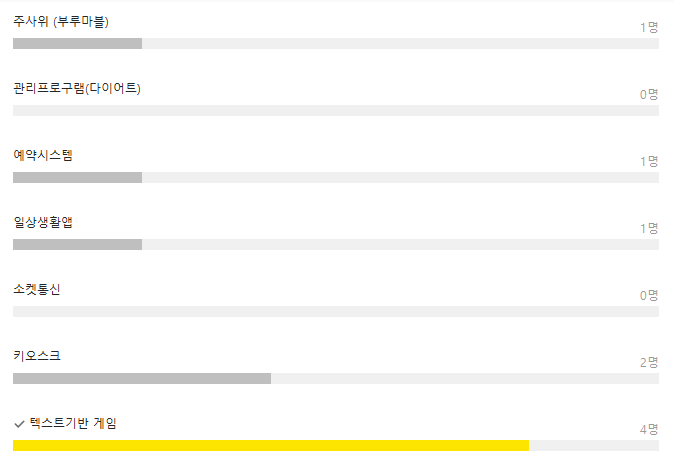 주사위 (부루마블)
1명
관리프로구램(다이어트)
0명
예약시스템
1명
일상생활앱
1명
소켓통신
0명
키오스크
2명
텍스트기반 게임
4명